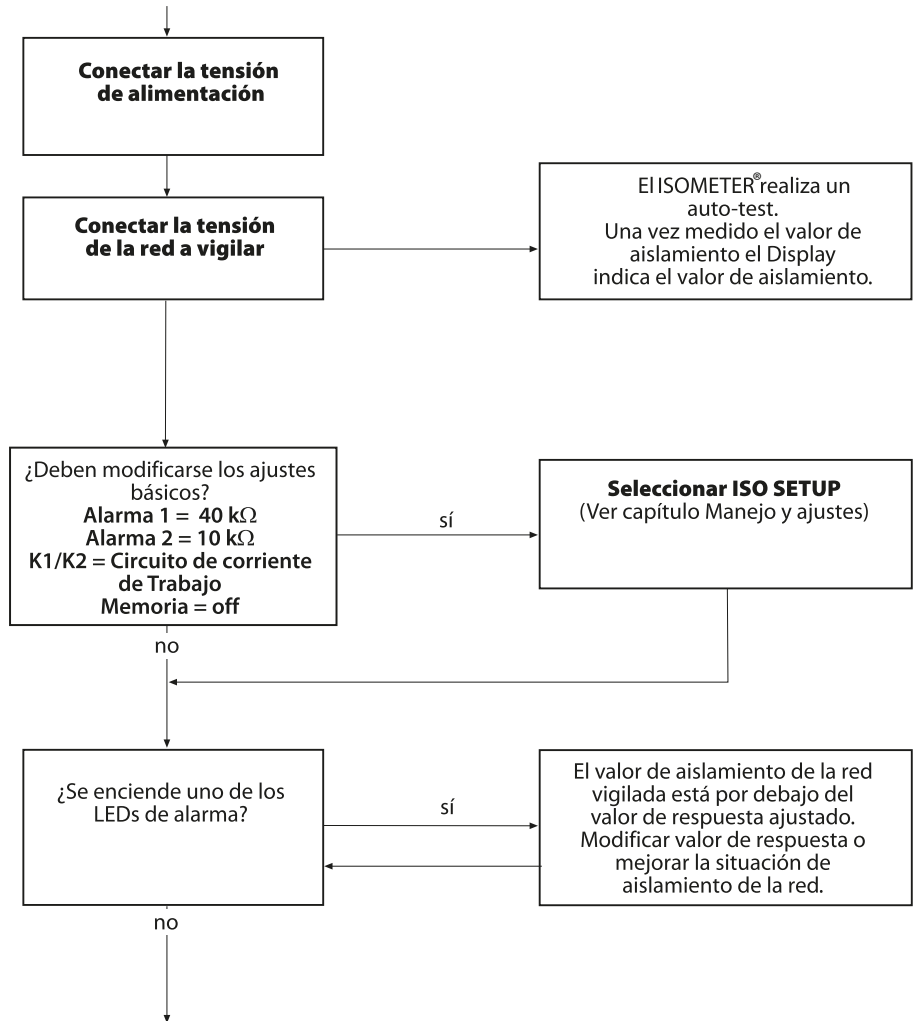 Conectar la tensión
de alimentación
Conectar la tensión
de la red a vigilar
El ISOMETER® realiza un
auto-test.
Una vez medido el valor de
aislamiento el Display
indica el valor de aislamiento.
¿Deben modificarse los ajustes
básicos?
Alarma 1 = 40 kΩ
Alarma 2 = 10 kΩ
K1/K2 = Circuito de corriente
de Trabajo
Memoria = off
sí
Seleccionar ISO SETUP
(Ver capítulo Manejo y ajustes)
no
¿Se enciende uno de los
LEDs de alarma?
sí
El valor de aislamiento de la red
vigilada está por debajo del
valor de respuesta ajustado.
Modificar valor de respuesta o
mejorar la situación de
aislamiento de la red.
no